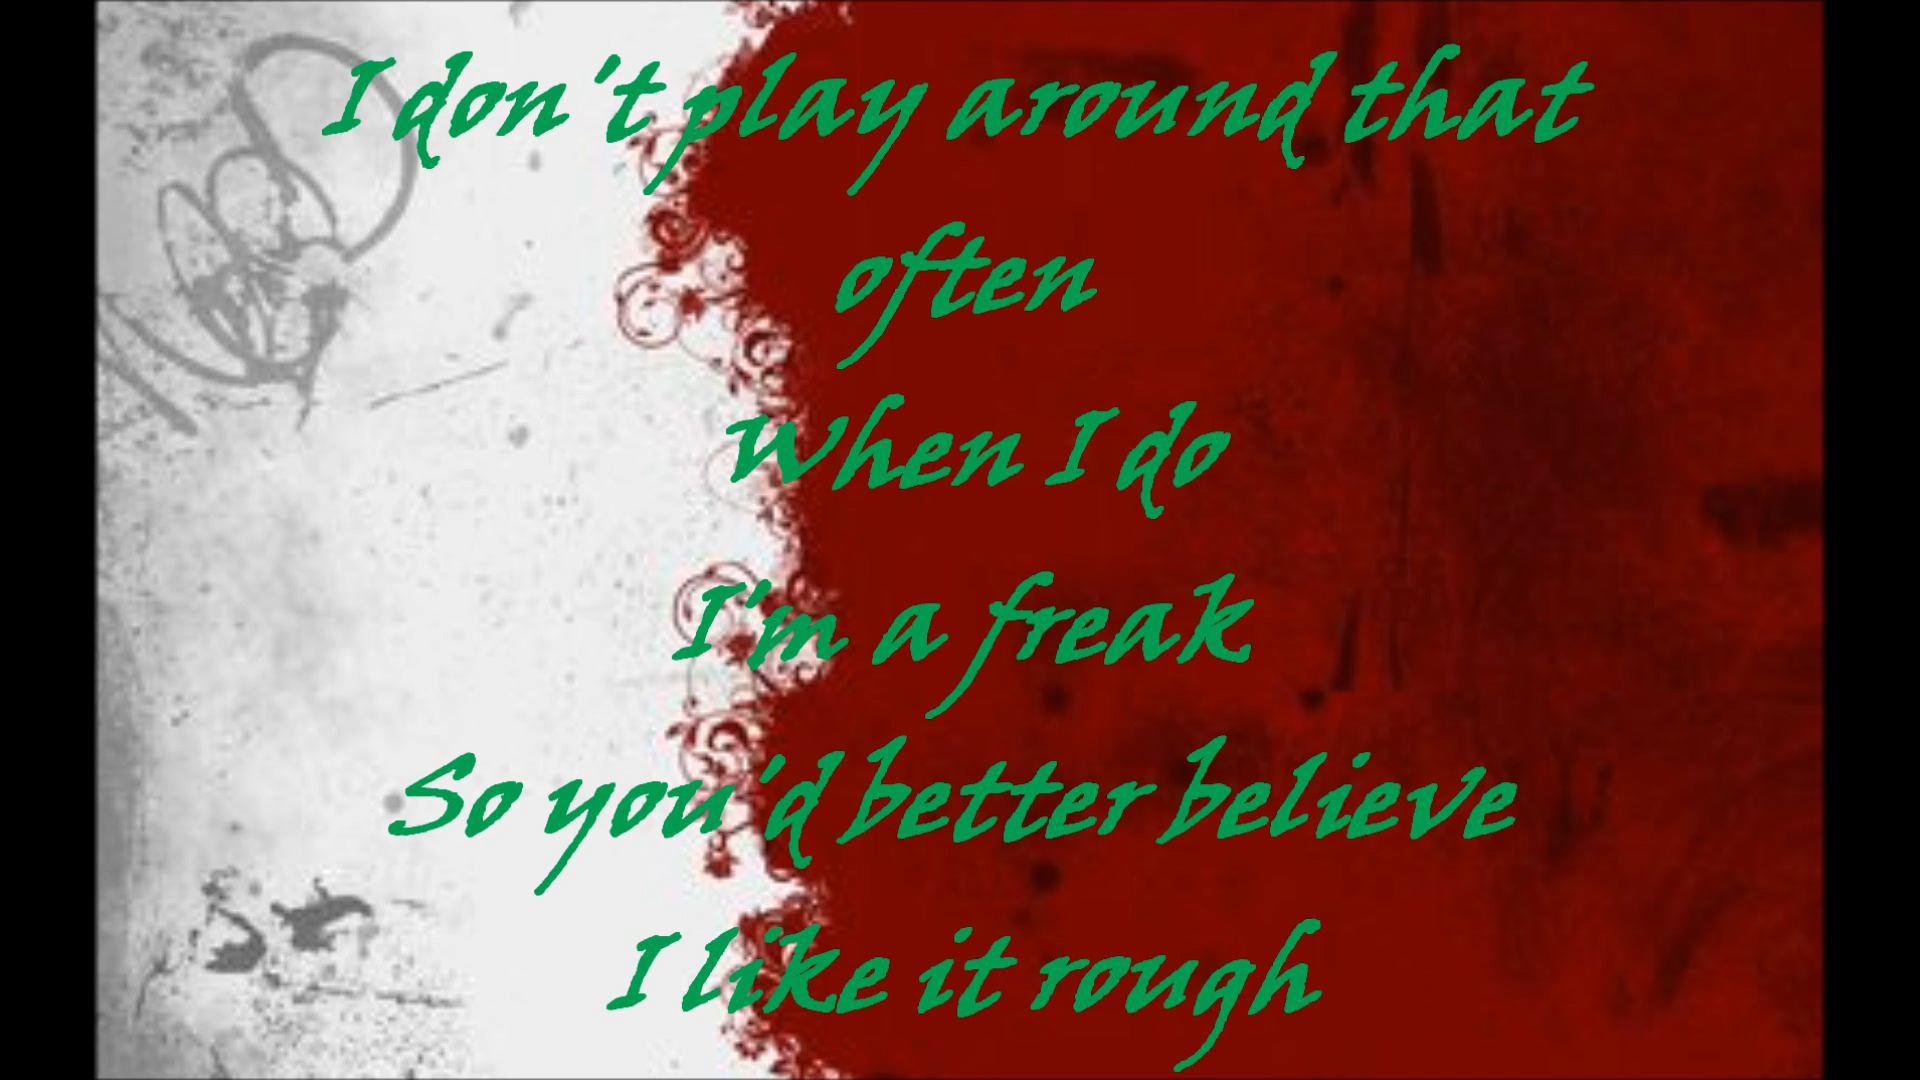 I don't play around that
often
When I do
I'm a freak
So you'd better believe
I like it rough